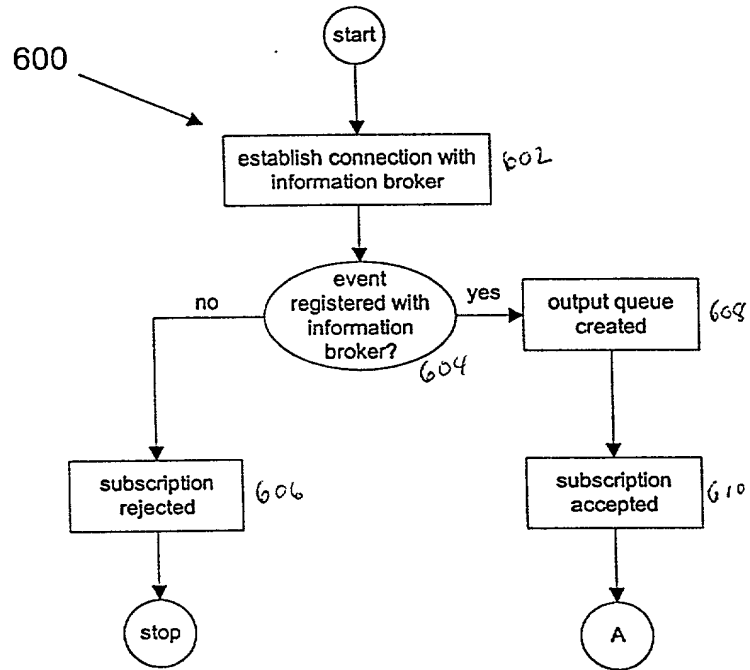 start
600
establish connection with
information broker
602
event
registered with
information
broker?
604
no
yes
output queue
created
608
subscription
rejected
606
subscription
accepted
610
stop
A